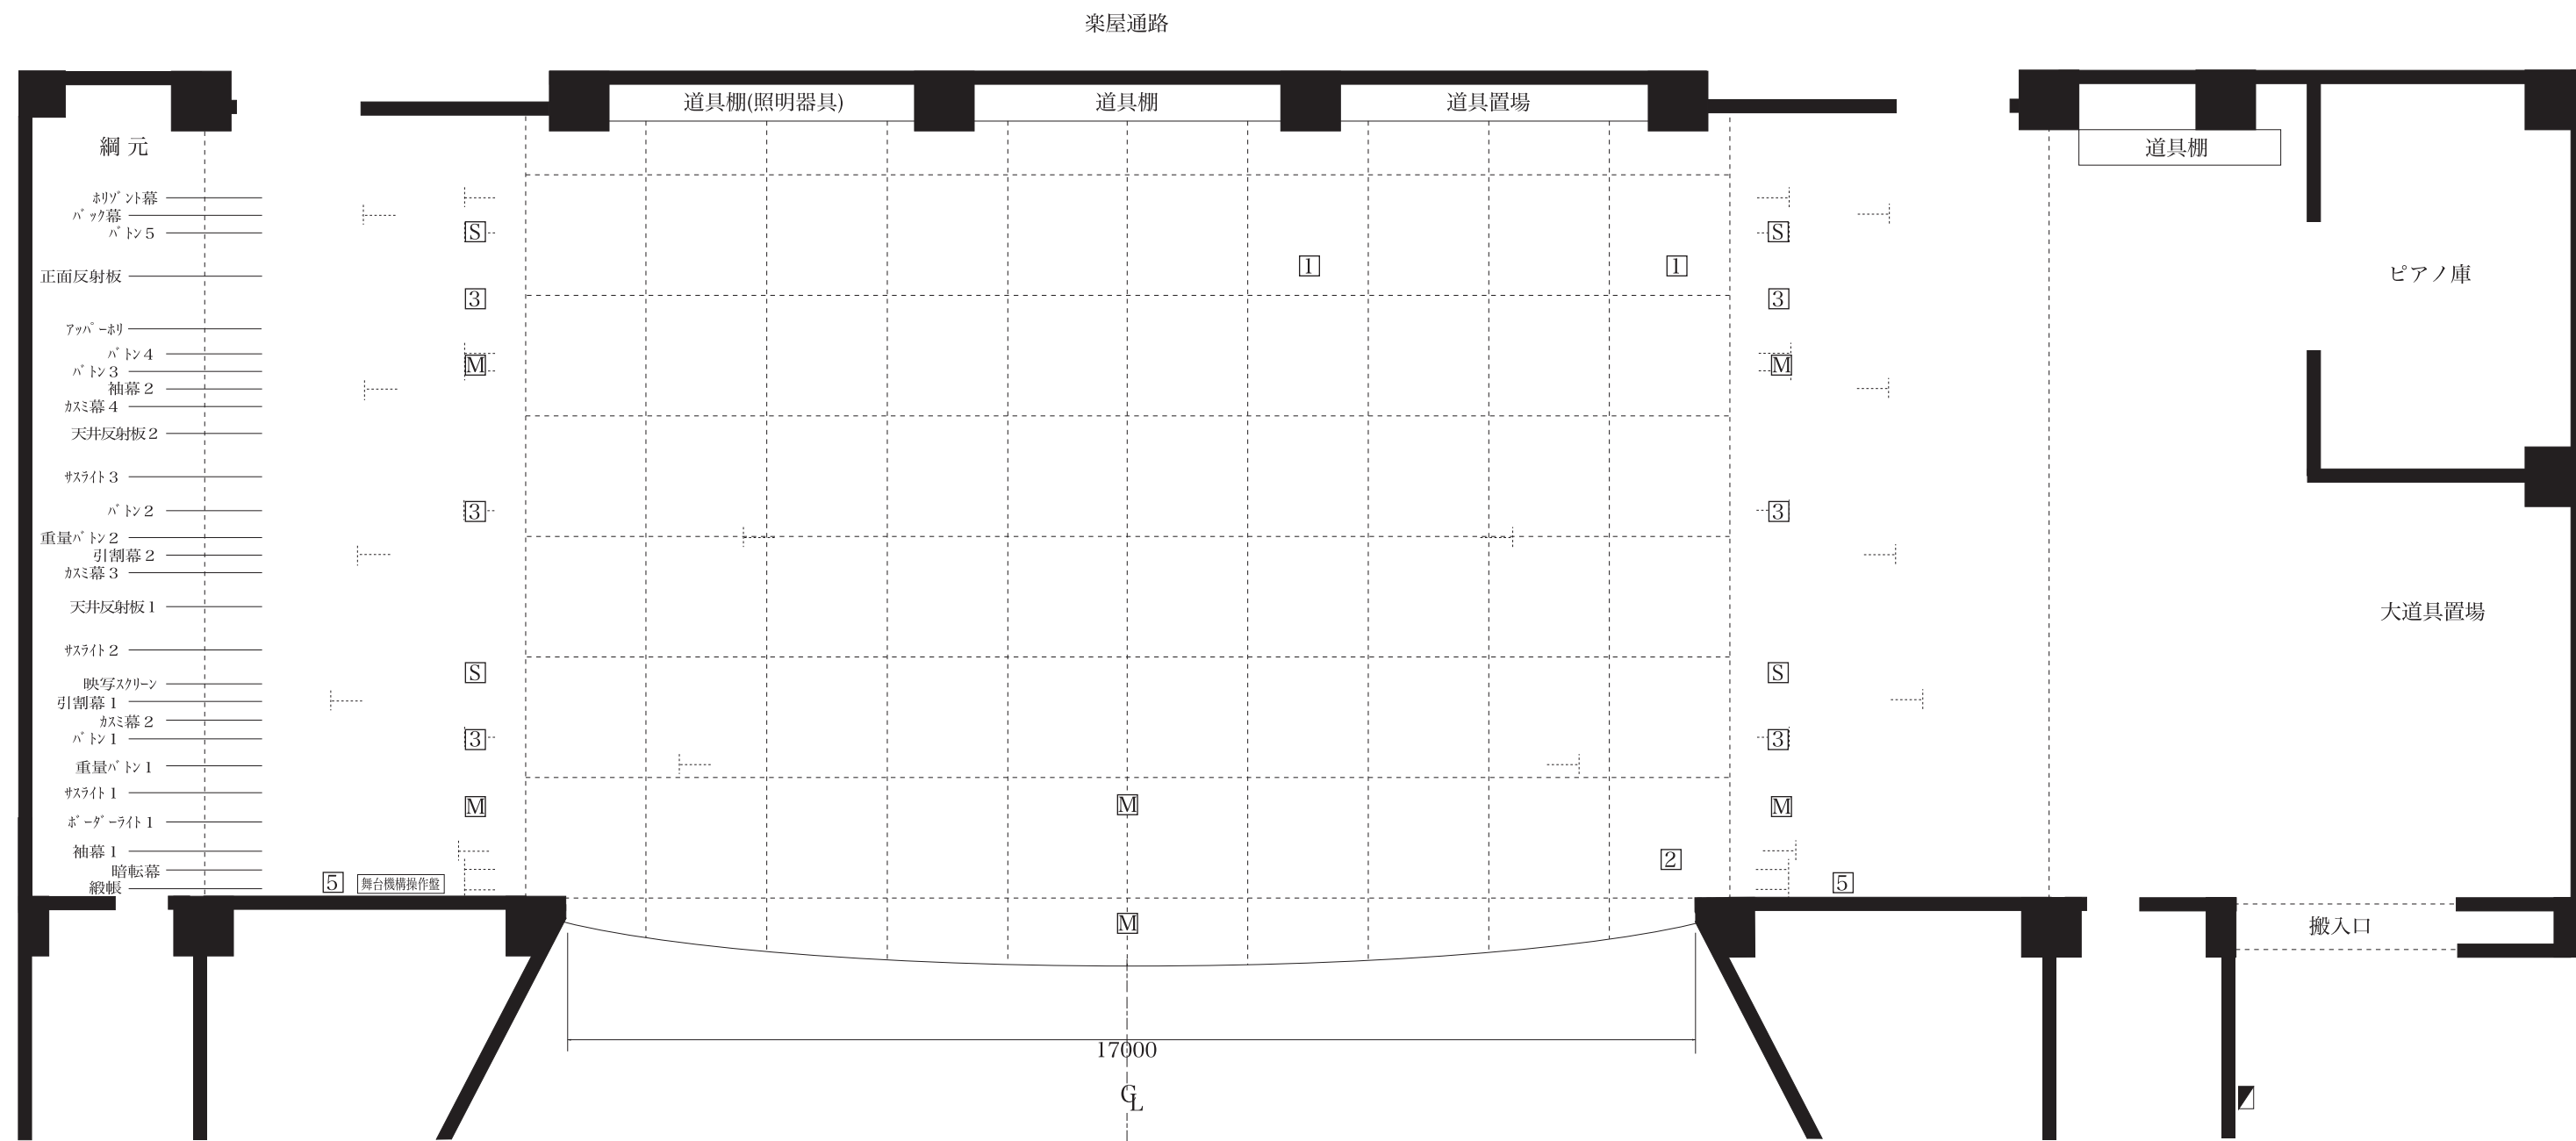 楽屋通路
道具棚(照明器具)
道具棚
道具置場
道具棚
綱 元
ﾎﾘｿﾞﾝﾄ幕
ﾊﾞｯｸ幕
ﾊﾞﾄﾝ 5
S
S
1
1
正面反射板
ピアノ庫
3
3
ｱｯﾊﾟｰﾎﾘ
ﾊﾞﾄﾝ 4
M
M
ﾊﾞﾄﾝ 3
袖幕 2
ｶｽﾐ幕 4
天井反射板 2
ｻｽﾗｲﾄ 3
ﾊﾞﾄﾝ 2
3
3
重量ﾊﾞﾄﾝ 2
引割幕 2
ｶｽﾐ幕 3
天井反射板 1
大道具置場
ｻｽﾗｲﾄ 2
S
S
映写ｽｸﾘｰﾝ
引割幕 1
ｶｽﾐ幕 2
ﾊﾞﾄﾝ 1
3
3
重量ﾊﾞﾄﾝ 1
ｻｽﾗｲﾄ 1
M
M
M
ﾎﾞｰﾀﾞｰﾗｲﾄ 1
袖幕 1
2
暗転幕
緞帳
5
舞台機構操作盤
5
M
搬入口
17000
CL